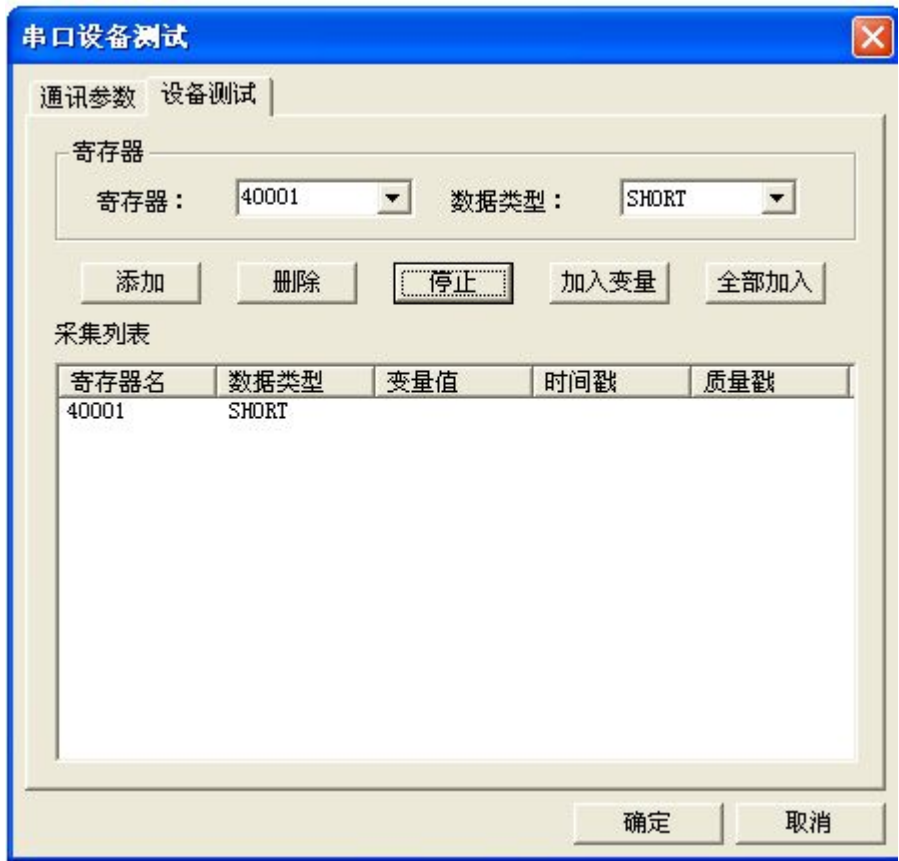 串口设备测试
通讯参数 设备测试
寄存器
寄存器： 40001 数据类型： SHORT
添加 删除 停止 加入变量 全部加入
采集列表
寄存器名 数据类型 变量值 时间戳 质量戳
40001 SHORT
确定 取消